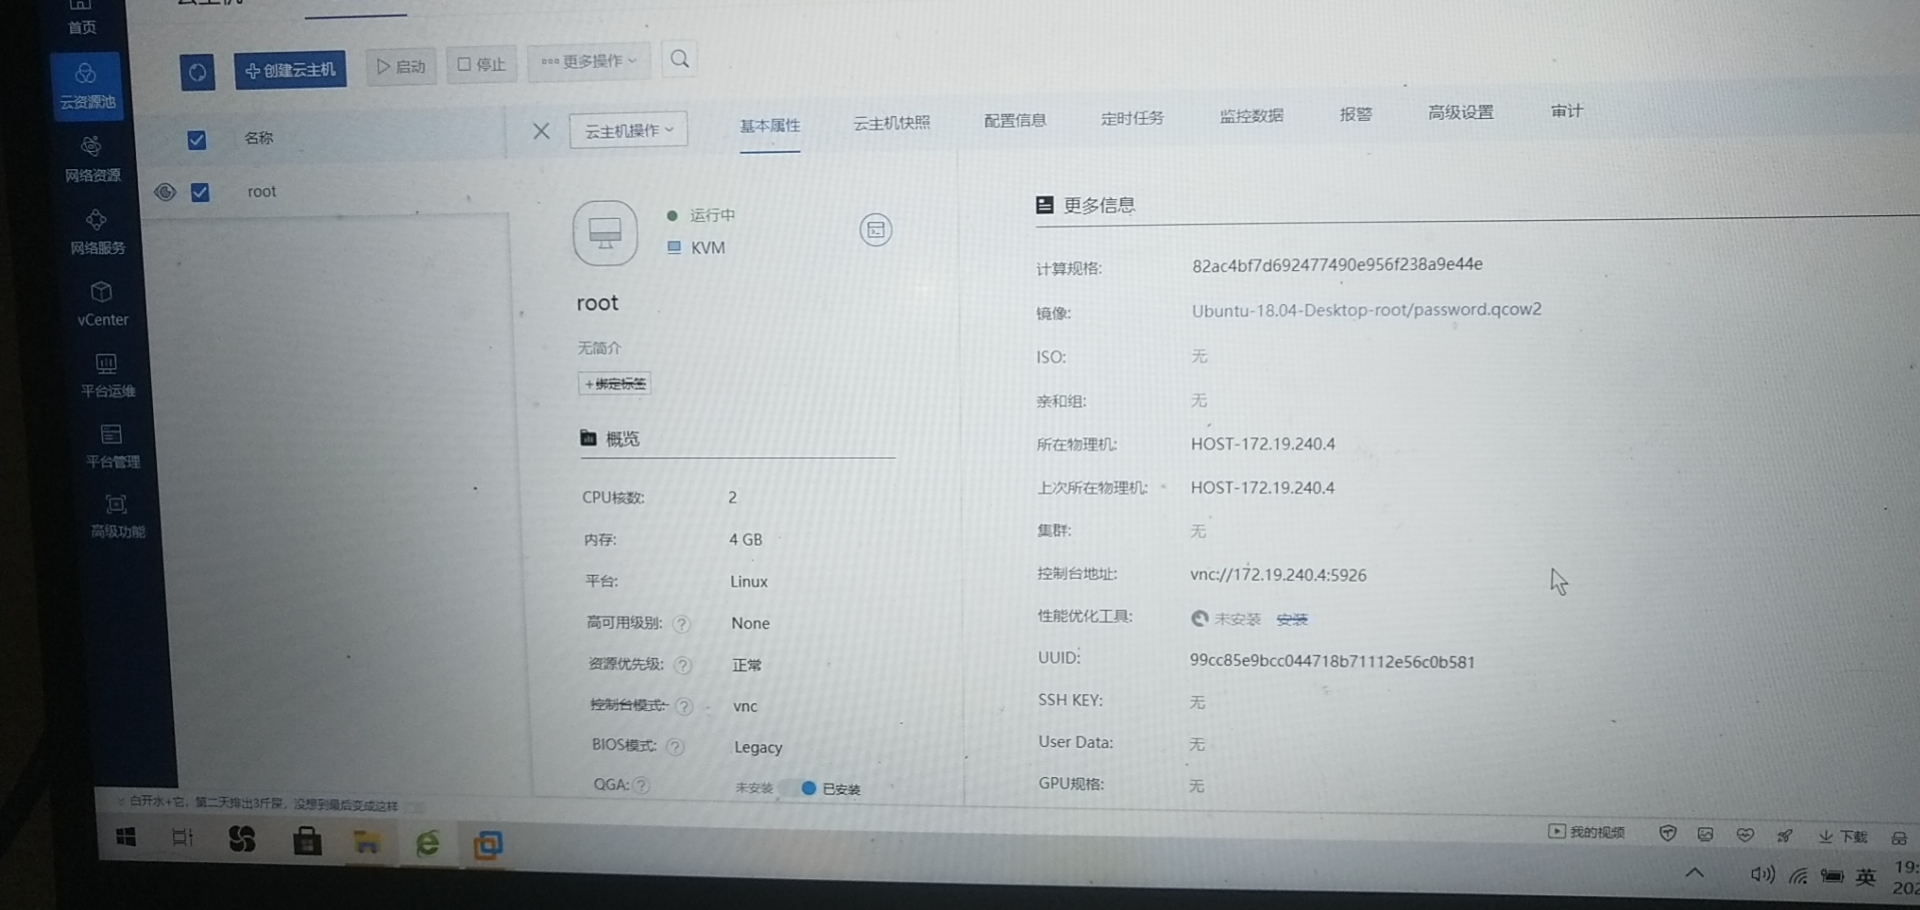 首页
云资源池
网络资源
网络服务
vCenter
平台运维
平台管理
高级功能
创建云主机
启动
停止
更多操作
名称
root
云主机操作
基本属性
云主机快照
配置信息
定时任务
监控数据
报警
高级设置
审计
运行中
KVM
root
无简介
+绑定标签
概览
CPU核数: 2
内存: 4 GB
平台: Linux
高可用级别: ? None
资源优先级: ? 正常
控制台模式: ? vnc
BIOS模式: ? Legacy
QGA: ? 未安装 已安装
更多信息
计算规格: 82ac4bf7d692477490e956f238a9e44e
镜像: Ubuntu-18.04-Desktop-root/password.qcow2
ISO: 无
亲和组: 无
所在物理机: HOST-172.19.240.4
上次所在物理机: HOST-172.19.240.4
集群: 无
控制台地址: vnc://172.19.240.4:5926
性能优化工具: 未安装 安装
UUID: 99cc85e9bcc044718b71112e56c0b581
SSH KEY: 无
User Data: 无
GPU规格: 无
白开水+它，第二天排出3斤尿，没想到最后变成这样
我的视频
下载
英
19:
202